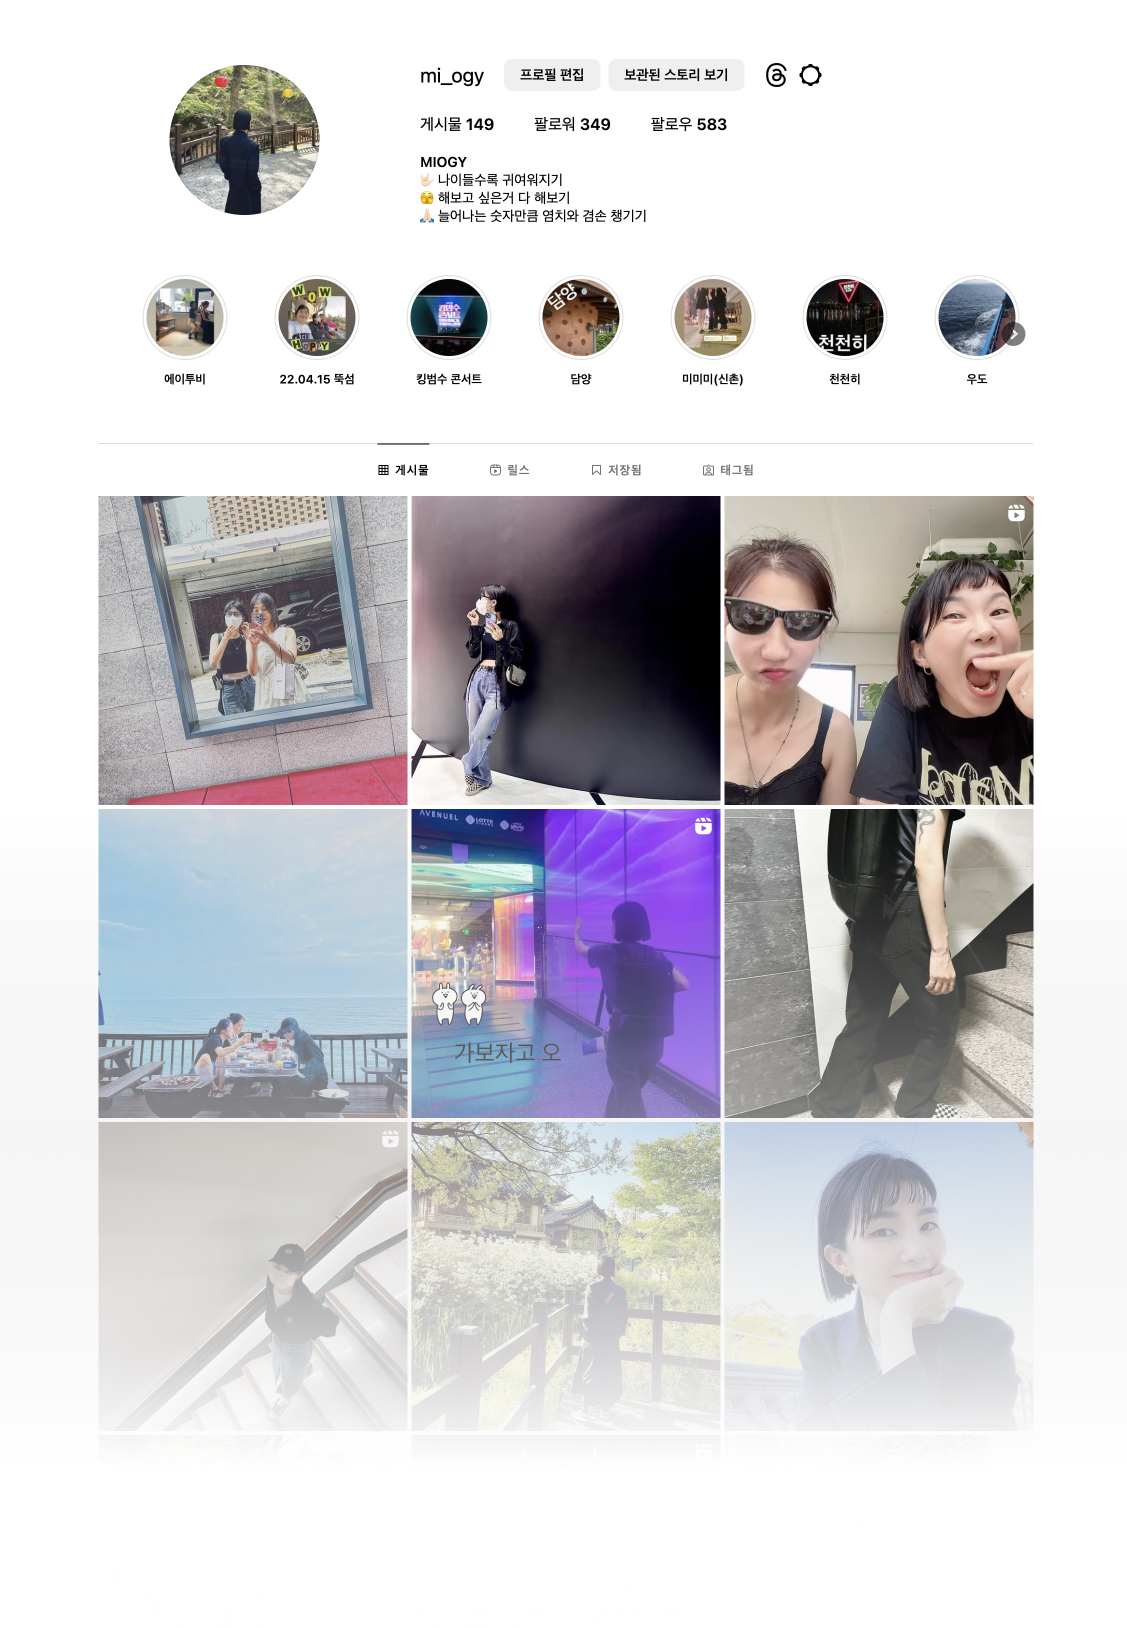 mi_ogy 프로필 편집 보관된 스토리 보기
게시물 149 팔로워 349 팔로우 583
MIOGY
🤟🏻 나이들수록 귀여워지기
🫣 해보고 싶은거 다 해보기
🙏🏻 늘어나는 숫자만큼 염치와 겸손 챙기기
WOW
HAPPY
담양
천천히
에이투비 22.04.15 뚝섬 킹범수 콘서트 담양 미미미(신촌) 천천히 우도
게시물 릴스 저장됨 태그됨
AVENUEL LOTTE
가보자고 오